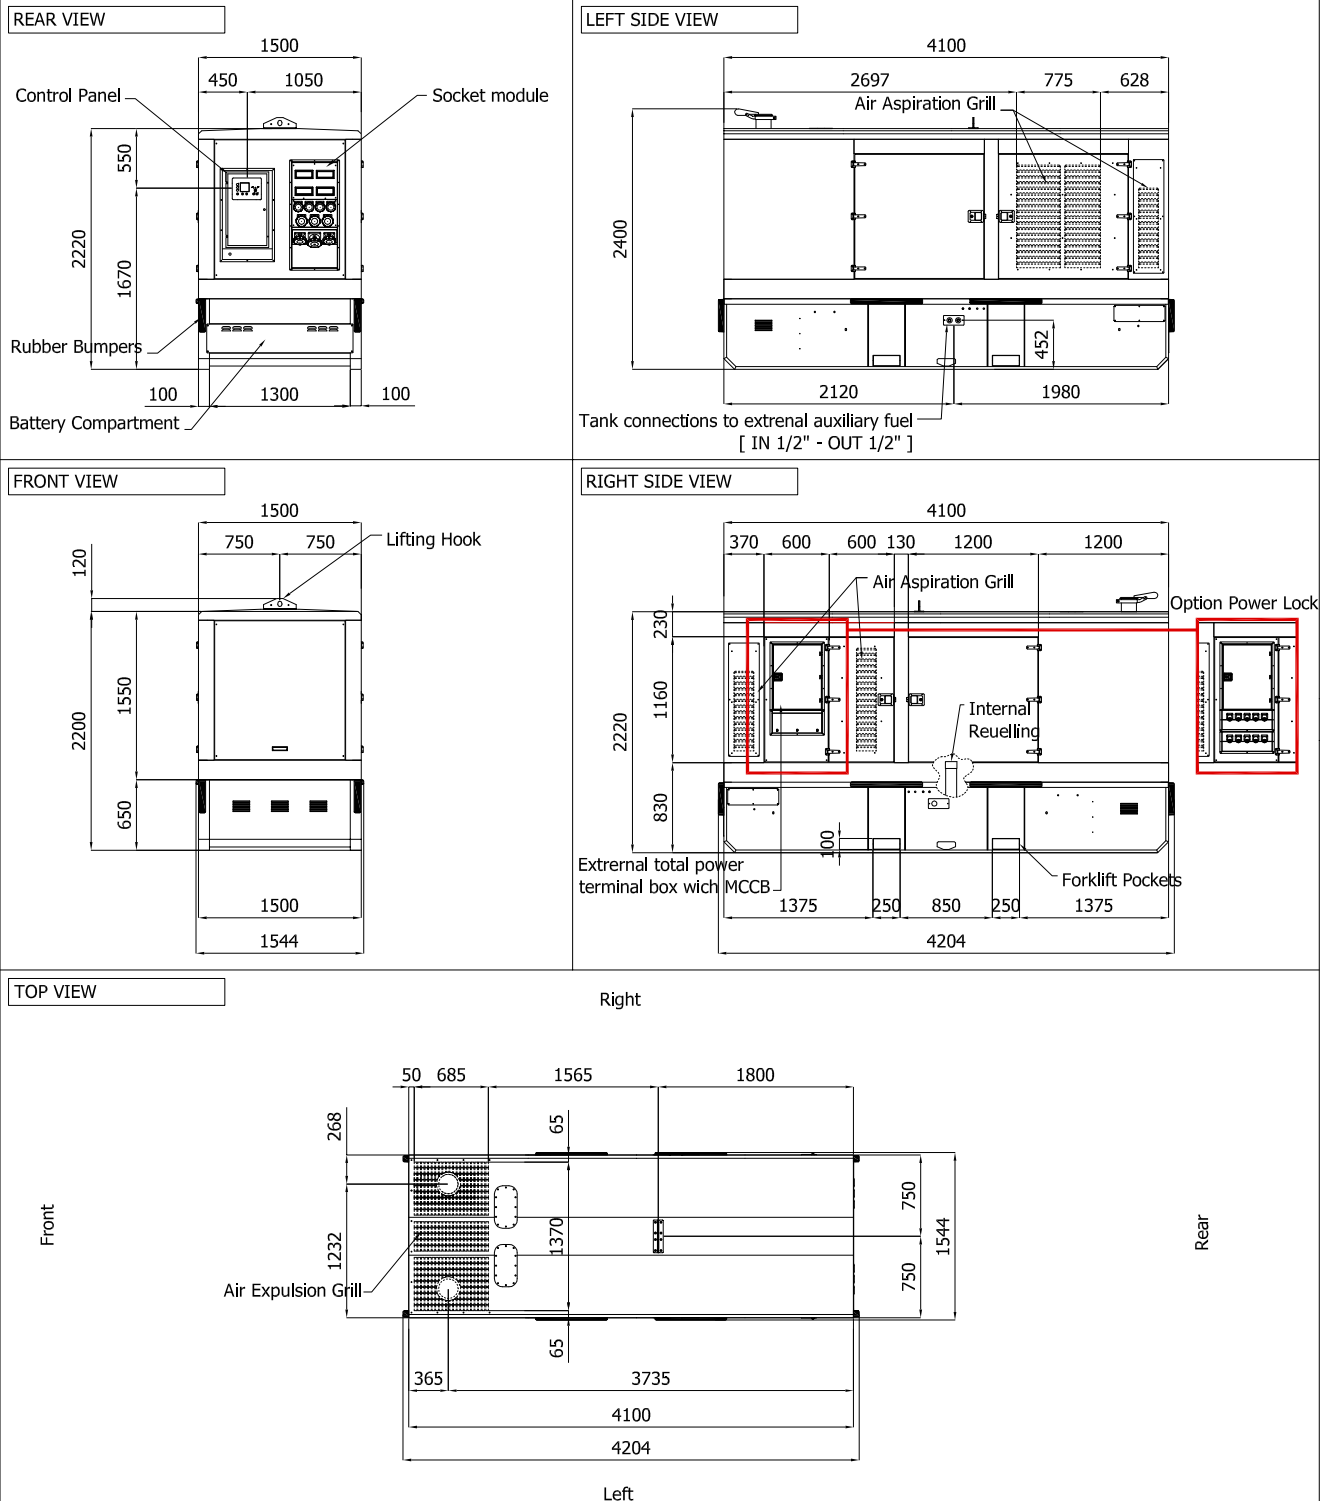 REAR VIEW
1500
450
1050
Control Panel
Socket module
550
2220
1670
Rubber Bumpers
100
1300
100
Battery Compartment
LEFT SIDE VIEW
4100
2697
775
628
Air Aspiration Grill
2400
452
2120
1980
Tank connections to extrenal auxiliary fuel
[ IN 1/2" - OUT 1/2" ]
FRONT VIEW
1500
750
750
Lifting Hook
120
1550
2200
650
1500
1544
RIGHT SIDE VIEW
4100
370
600
600
130
1200
1200
Air Aspiration Grill
Option Power Lock
230
1160
2220
Internal
Reuelling
830
100
Extrernal total power
terminal box wich MCCB
Forklift Pockets
1375
250
850
250
1375
4204
TOP VIEW
Right
50
685
1565
1800
268
65
Front
1232
1370
750
1544
750
Rear
Air Expulsion Grill
65
365
3735
4100
4204
Left